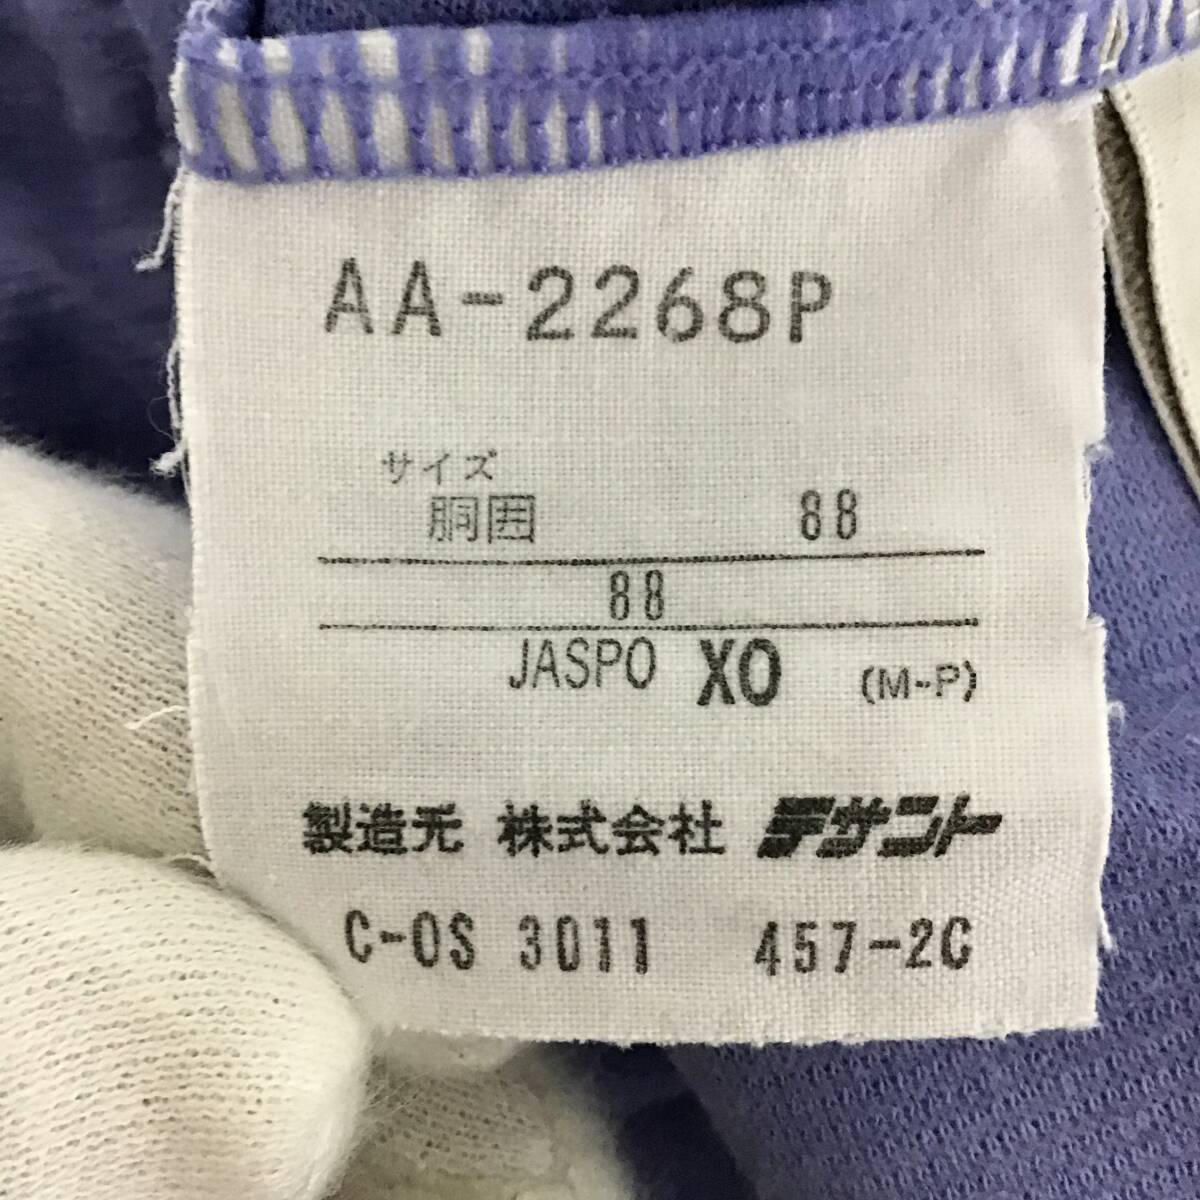 AA-2268P
サイズ
胴囲 88
88
JASPO XO (M-P)
製造元 株式会社 デサント
C-OS 3011 457-2C